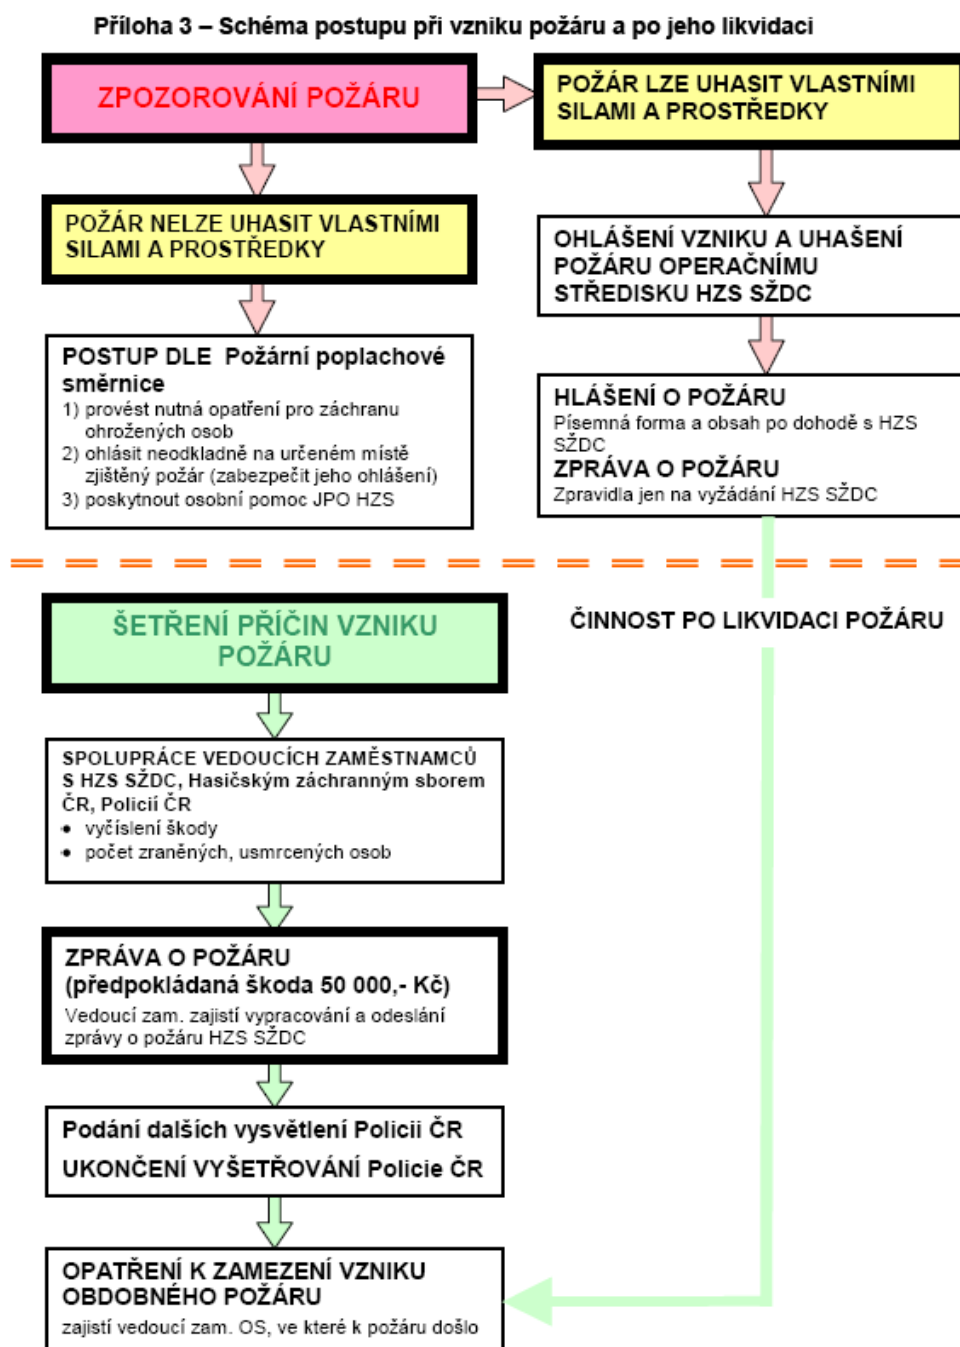 Příloha 3 – Schéma postupu při vzniku požáru a po jeho likvidaci
ZPOZOROVÁNÍ POŽÁRU
POŽÁR LZE UHASIT VLASTNÍMI
SILAMI A PROSTŘEDKY
POŽÁR NELZE UHASIT VLASTNÍMI
SILAMI A PROSTŘEDKY
OHLÁŠENÍ VZNIKU A UHAŠENÍ
POŽÁRU OPERAČNÍMU
STŘEDISKU HZS SŽDC
POSTUP DLE Požární poplachové
směrnice
1) provést nutná opatření pro záchranu
ohrožených osob
2) ohlásit neodkladně na určeném místě
zjištěný požár (zabezpečit jeho ohlášení)
3) poskytnout osobní pomoc JPO HZS
HLÁŠENÍ O POŽÁRU
Písemná forma a obsah po dohodě s HZS
SŽDC
ZPRÁVA O POŽÁRU
Zpravidla jen na vyžádání HZS SŽDC
ŠETŘENÍ PŘÍČIN VZNIKU
POŽÁRU
ČINNOST PO LIKVIDACI POŽÁRU
SPOLUPRÁCE VEDOUCÍCH ZAMĚSTNAMCŮ
S HZS SŽDC, Hasičským záchranným sborem
ČR, Policií ČR
• vyčíslení škody
• počet zraněných, usmrcených osob
ZPRÁVA O POŽÁRU
(předpokládaná škoda 50 000,- Kč)
Vedoucí zam. zajistí vypracování a odeslání
zprávy o požáru HZS SŽDC
Podání dalších vysvětlení Policii ČR
UKONČENÍ VYŠETŘOVÁNÍ Policie ČR
OPATŘENÍ K ZAMEZENÍ VZNIKU
OBDOBNÉHO POŽÁRU
zajistí vedoucí zam. OS, ve které k požáru došlo